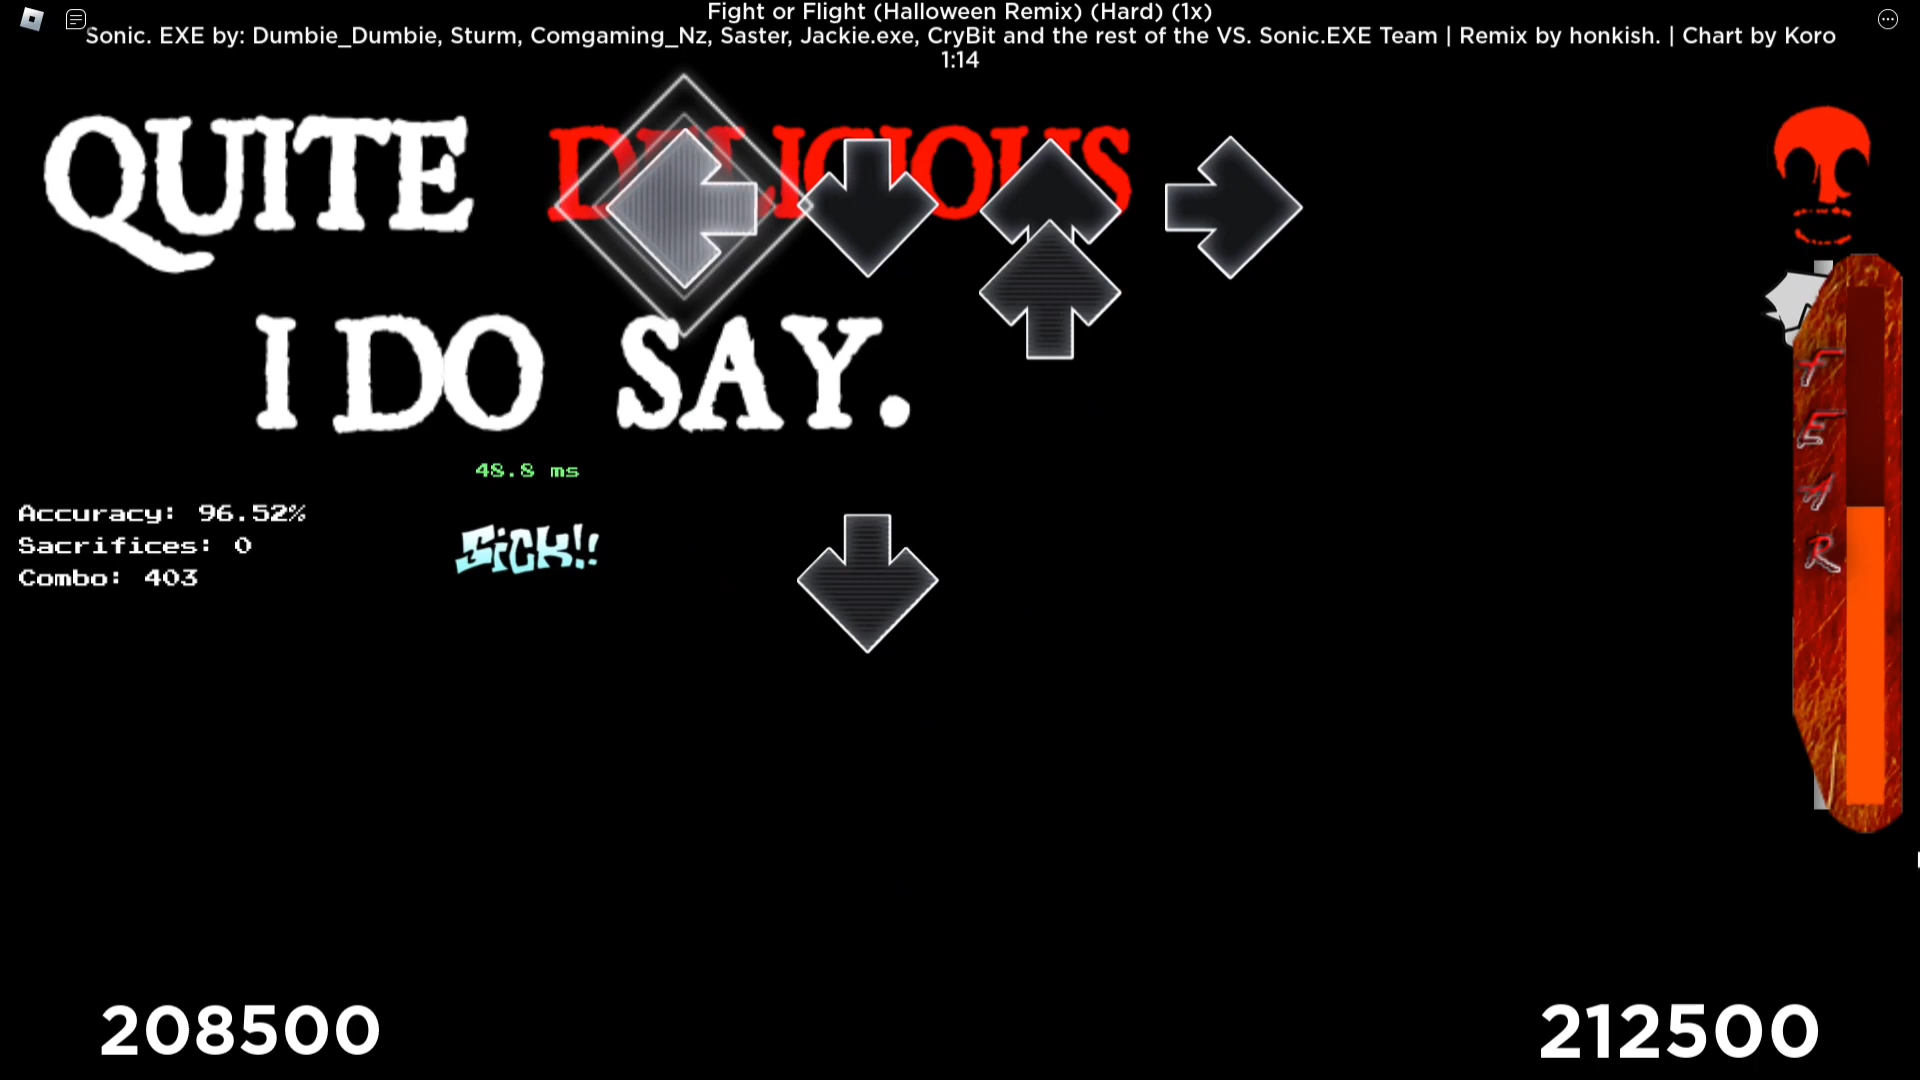 Fight or Flight (Halloween Remix) (Hard) (1x)
Sonic. EXE by: Dumbie_Dumbie, Sturm, Comgaming_Nz, Saster, Jackie.exe, CryBit and the rest of the VS. Sonic.EXE Team | Remix by honkish. | Chart by Koro
1:14
QUITE DELICIOUS
I DO SAY.
48.8 ms
Accuracy: 96.52%
Sacrifices: 0
Combo: 403
SiCK!!
FEAR
208500
212500